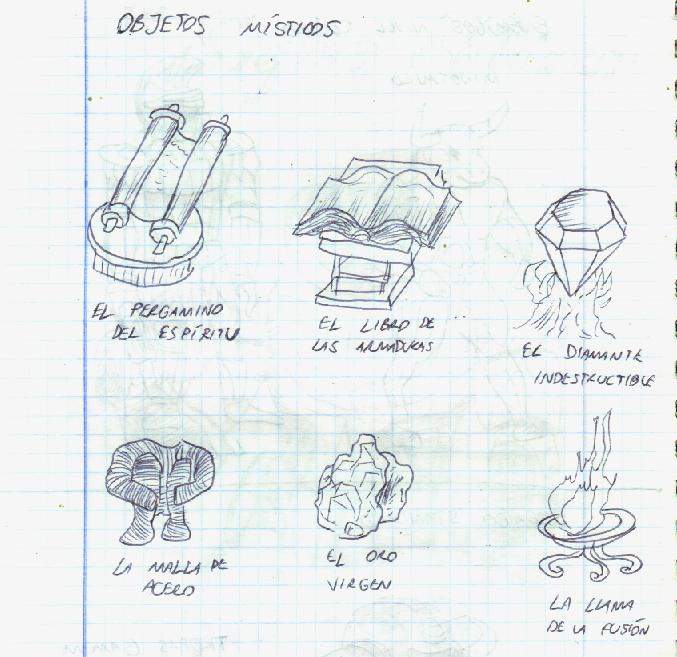 OBJETOS MÍSTICOS
EL PERGAMINO
DEL ESPÍRITU
EL LIBRO DE
LAS ARMADURAS
EL DIAMANTE
INDESTRUCTIBLE
LA MALLA DE
ACERO
EL ORO
VIRGEN
LA LLAMA
DE LA FUSIÓN